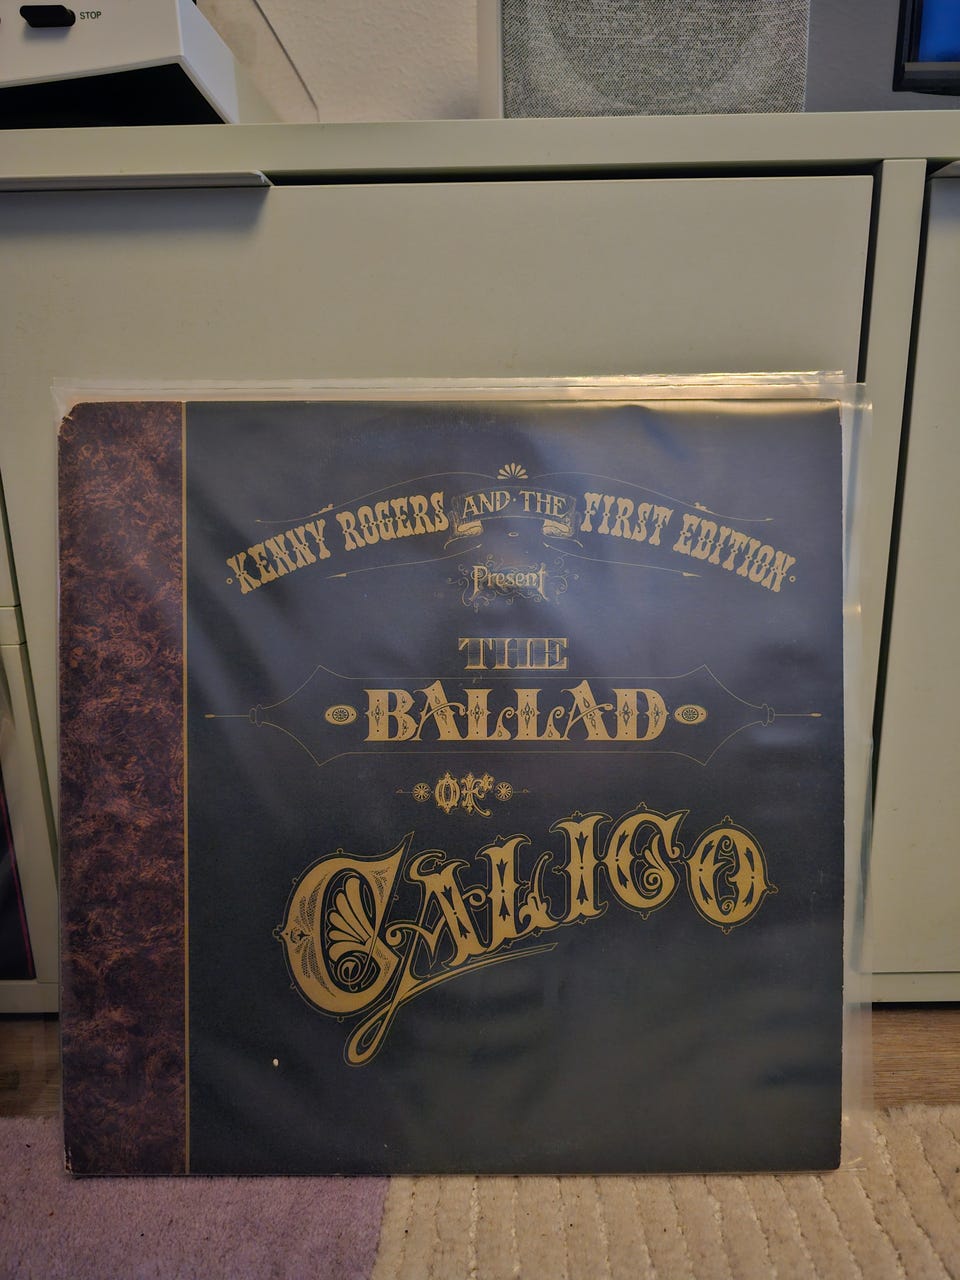 STOP
KENNY ROGERS AND · THE FIRST EDITION
Present
THE
BALLAD
OF
CALICO